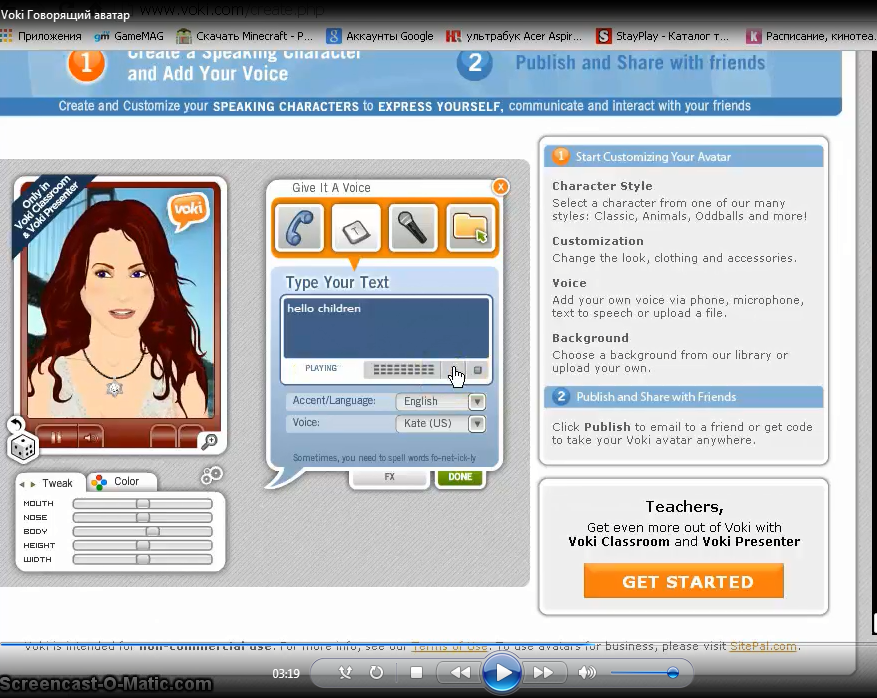 www.voki.com/create.php
Voki Говорящий аватар
Приложения
gm GameMAG
Скачать Minecraft - Р...
8 Аккаунты Google
ультрабук Acer Aspir...
S StayPlay - Каталог т...
K Расписание, кинотеа
1 Create a Speaking Character
and Add Your Voice
2 Publish and Share with friends
Create and Customize your SPEAKING CHARACTERS to EXPRESS YOURSELF, communicate and interact with your friends
Only in
Voki Classroom
& Voki Presenter
voki
Give It A Voice
X
T
Type Your Text
hello children
PLAYING
Accent/Language: English
Voice: Kate (US)
Sometimes, you need to spell words fo-net-ick-ly
FX
DONE
Tweak
Color
MOUTH
NOSE
BODY
HEIGHT
WIDTH
1 Start Customizing Your Avatar
Character Style
Select a character from one of our many
styles: Classic, Animals, Oddballs and more!
Customization
Change the look, clothing and accessories.
Voice
Add your own voice via phone, microphone,
text to speech or upload a file.
Background
Choose a background from our library or
upload your own.
2 Publish and Share with Friends
Click Publish to email to a friend or get code
to take your Voki avatar anywhere.
Teachers,
Get even more out of Voki with
Voki Classroom and Voki Presenter
GET STARTED
Voki is intended for non-commercial use. For more info, see our Terms of Use. To use avatars for business, please visit SitePal.com.
03:19
Screencast-O-Matic.com